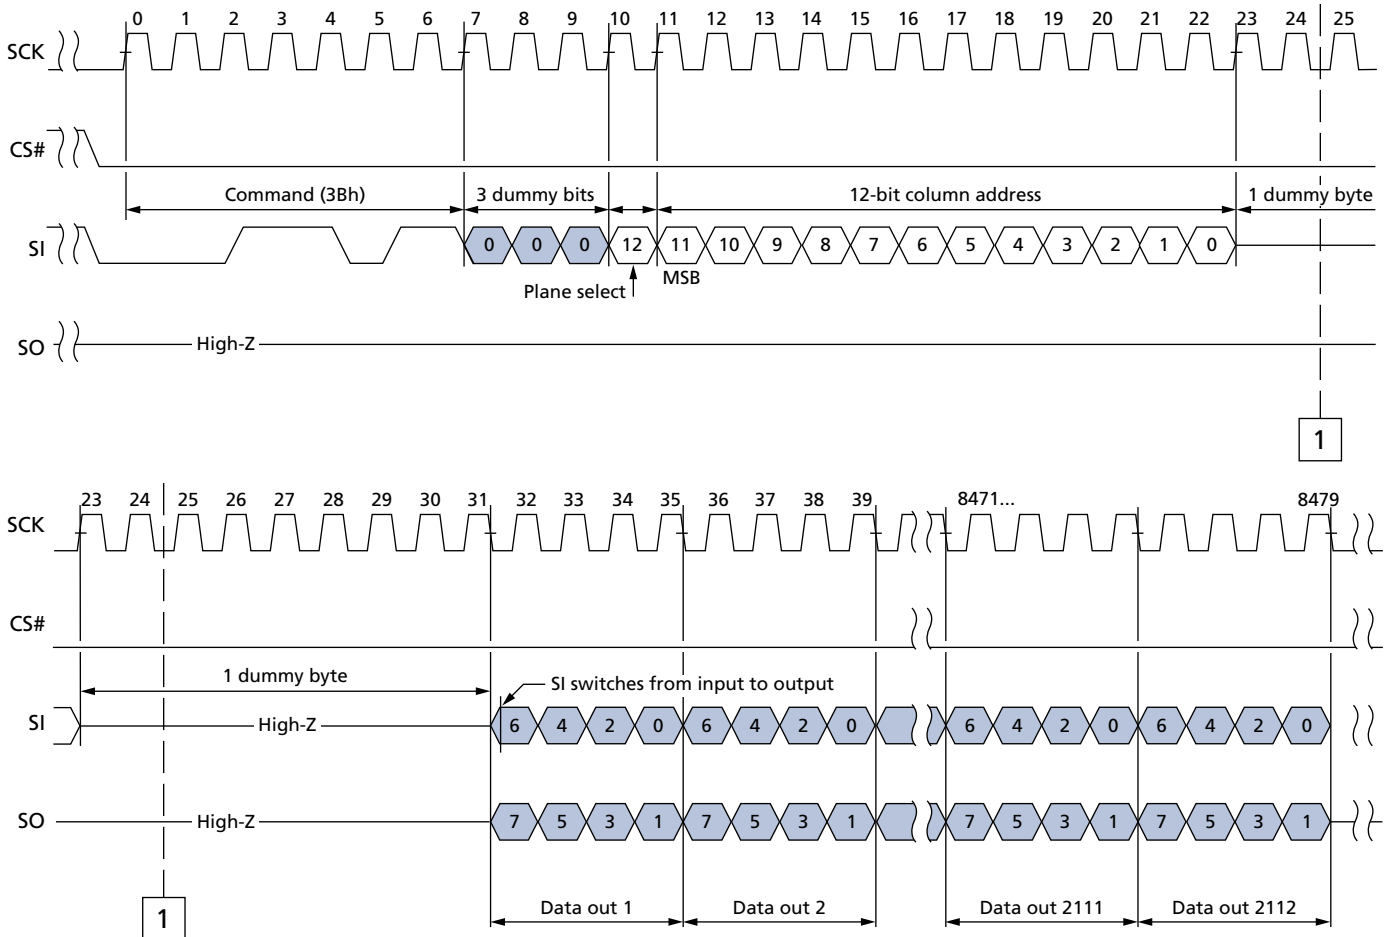 0 1 2 3 4 5 6 7 8 9 10 11 12 13 14 15 16 17 18 19 20 21 22 23 24 25
SCK
CS#
Command (3Bh) 3 dummy bits 12-bit column address 1 dummy byte
SI 0 0 0 12 11 10 9 8 7 6 5 4 3 2 1 0
MSB
Plane select
SO High-Z
1
23 24 25 26 27 28 29 30 31 32 33 34 35 36 37 38 39 8471... 8479
SCK
CS#
1 dummy byte
SI switches from input to output
SI High-Z 6 4 2 0 6 4 2 0 6 4 2 0 6 4 2 0
SO High-Z 7 5 3 1 7 5 3 1 7 5 3 1 7 5 3 1
1
Data out 1 Data out 2 Data out 2111 Data out 2112